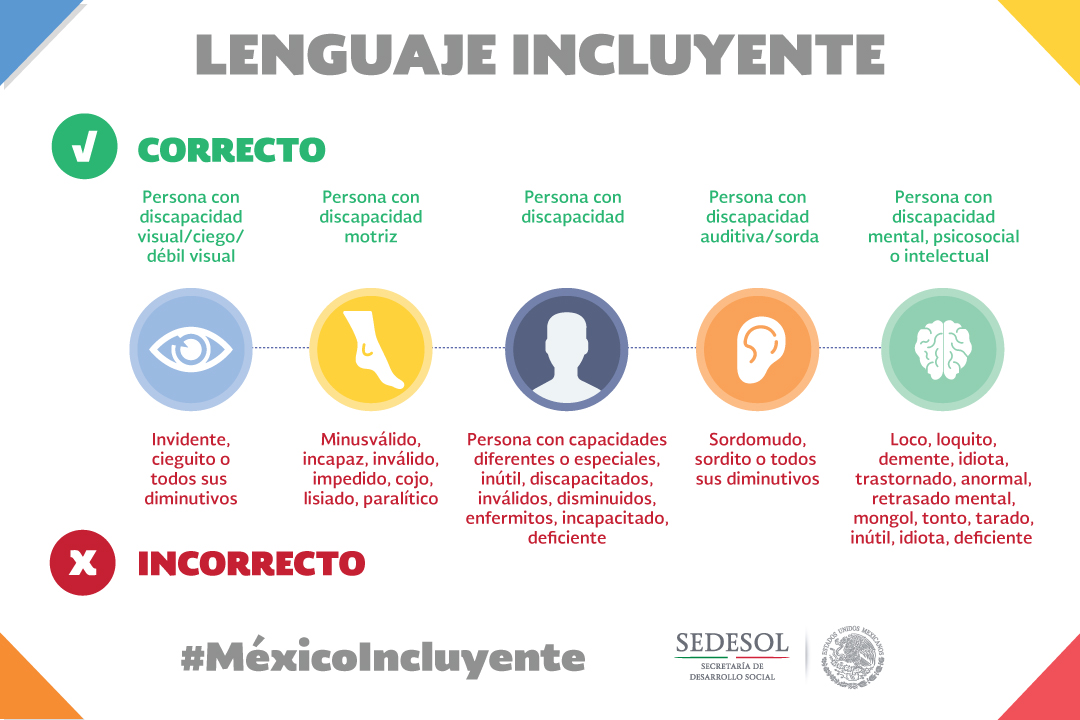 LENGUAJE INCLUYENTE
√ CORRECTO
Persona con
discapacidad
visual/ciego/
débil visual
Persona con
discapacidad
motriz
Persona con
discapacidad
Persona con
discapacidad
auditiva/sorda
Persona con
discapacidad
mental, psicosocial
o intelectual
Invidente,
cieguito o
todos sus
diminutivos
Minusválido,
incapaz, inválido,
impedido, cojo,
lisiado, paralítico
Persona con capacidades
diferentes o especiales,
inútil, discapacitados,
inválidos, disminuidos,
enfermitos, incapacitado,
deficiente
Sordomudo,
sordito o todos
sus diminutivos
Loco, loquito,
demente, idiota,
trastornado, anormal,
retrasado mental,
mongol, tonto, tarado,
inútil, idiota, deficiente
X INCORRECTO
#MéxicoIncluyente
SEDESOL
SECRETARÍA DE
DESARROLLO SOCIAL
ESTADOS UNIDOS MEXICANOS